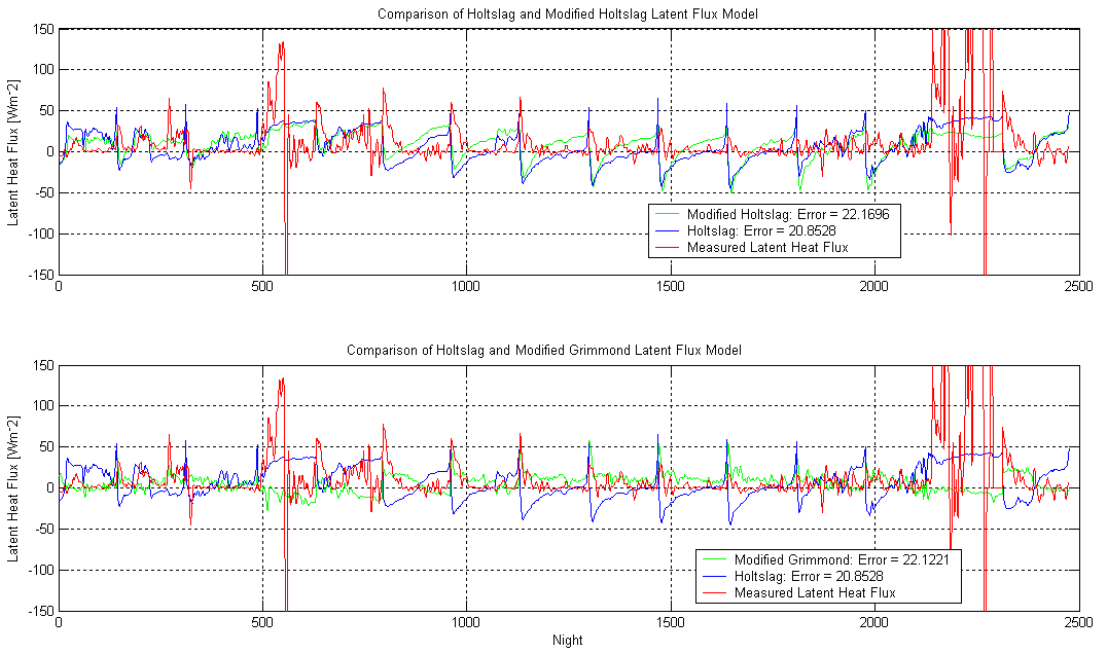 Comparison of Holtslag and Modified Holtslag Latent Flux Model
150
100
50
0
-50
-100
-150
Latent Heat Flux [Wm-2]
Modified Holtslag: Error = 22.1696
Holtslag: Error = 20.8528
Measured Latent Heat Flux
0 500 1000 1500 2000 2500
Comparison of Holtslag and Modified Grimmond Latent Flux Model
150
100
50
0
-50
-100
-150
Latent Heat Flux [Wm-2]
Modified Grimmond: Error = 22.1221
Holtslag: Error = 20.8528
Measured Latent Heat Flux
0 500 1000 1500 2000 2500
Night